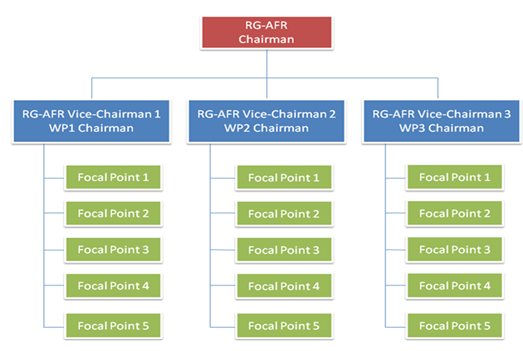 RG-AFR
Chairman
RG-AFR Vice-Chairman 1
WP1 Chairman
RG-AFR Vice-Chairman 2
WP2 Chairman
RG-AFR Vice-Chairman 3
WP3 Chairman
Focal Point 1
Focal Point 2
Focal Point 3
Focal Point 4
Focal Point 5
Focal Point 1
Focal Point 2
Focal Point 3
Focal Point 4
Focal Point 5
Focal Point 1
Focal Point 2
Focal Point 3
Focal Point 4
Focal Point 5